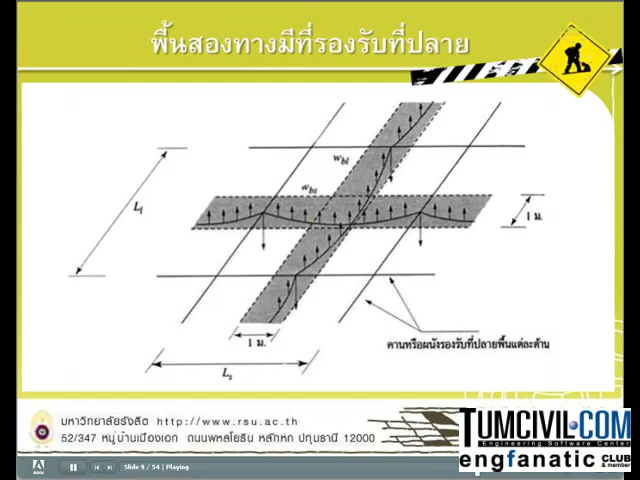 พื้นสองทางมีที่รองรับที่ปลาย
w_bl
w_bs
L_l
1 ม.
1 ม.
คานหรือผนังรองรับที่ปลายพื้นแต่ละด้าน
L_s
มหาวิทยาลัยรังสิต http://www.rsu.ac.th
52/347 หมู่บ้านเมืองเอก ถนนพหลโยธิน หลักหก ปทุมธานี 12000
TUMCIVIL.COM
Engineering Software Center
engfanatic CLUB
& member
Slide 9 / 54 | Playing